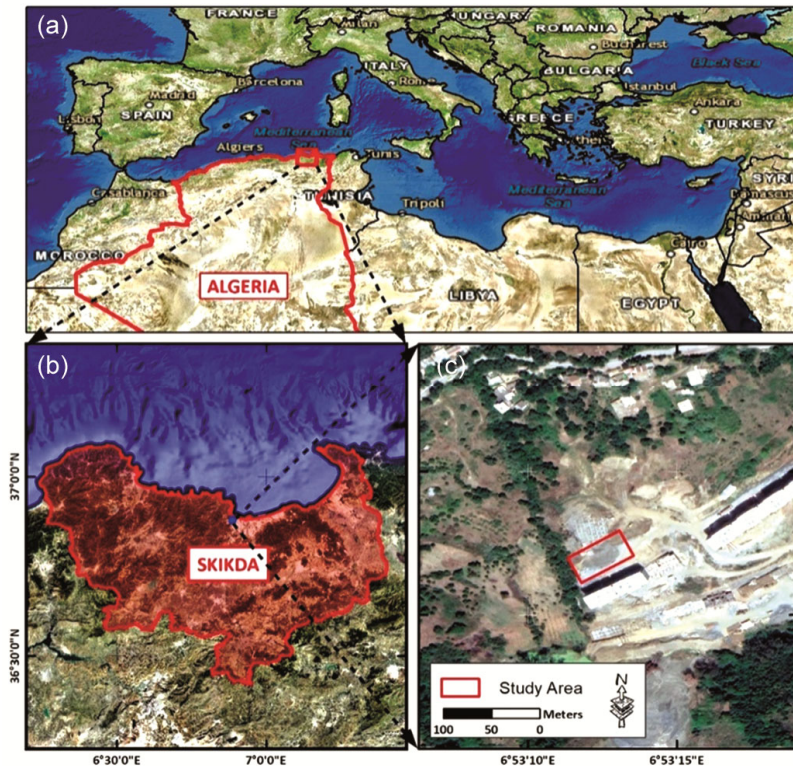 (a)
FRANCE
HUNGARY
Milan
ROMANIA
Bucharest
ITALY
BULGARIA
Black Sea
Barcelona
Rome
Istanbul
Madrid
Ankara
Lisbon
SPAIN
GREECE
TURKEY
Mediterranean
Sea
Algiers
Tunis
SYRIA
Casablanca
TUNISIA
Mediterranean
Sea
Damascus
Tripoli
Amman
MOROCCO
Cairo
ALGERIA
LIBYA
EGYPT
(b)
(c)
37°0'0"N
SKIKDA
36°30'0"N
N
Study Area
Meters
100 50 0
6°30'0"E 7°0'0"E 6°53'10"E 6°53'15"E